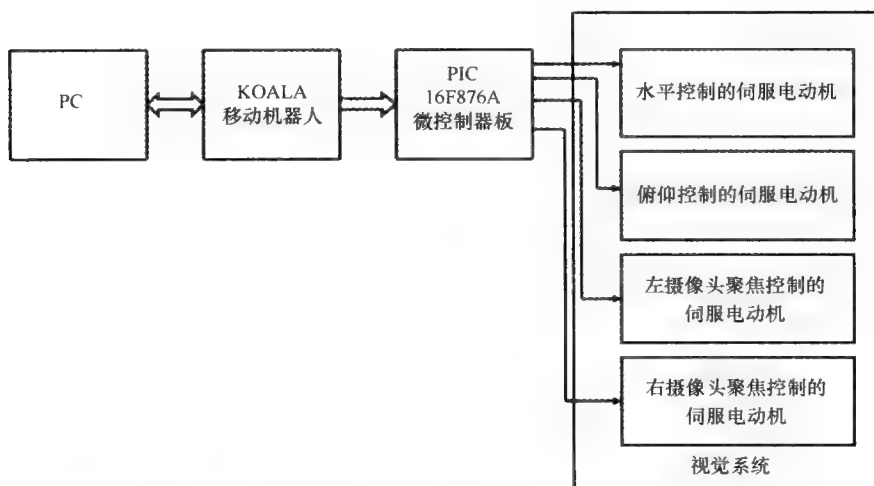 PC
KOALA
移动机器人
PIC
16F876A
微控制器板
水平控制的伺服电动机
俯仰控制的伺服电动机
左摄像头聚焦控制的
伺服电动机
右摄像头聚焦控制的
伺服电动机
视觉系统